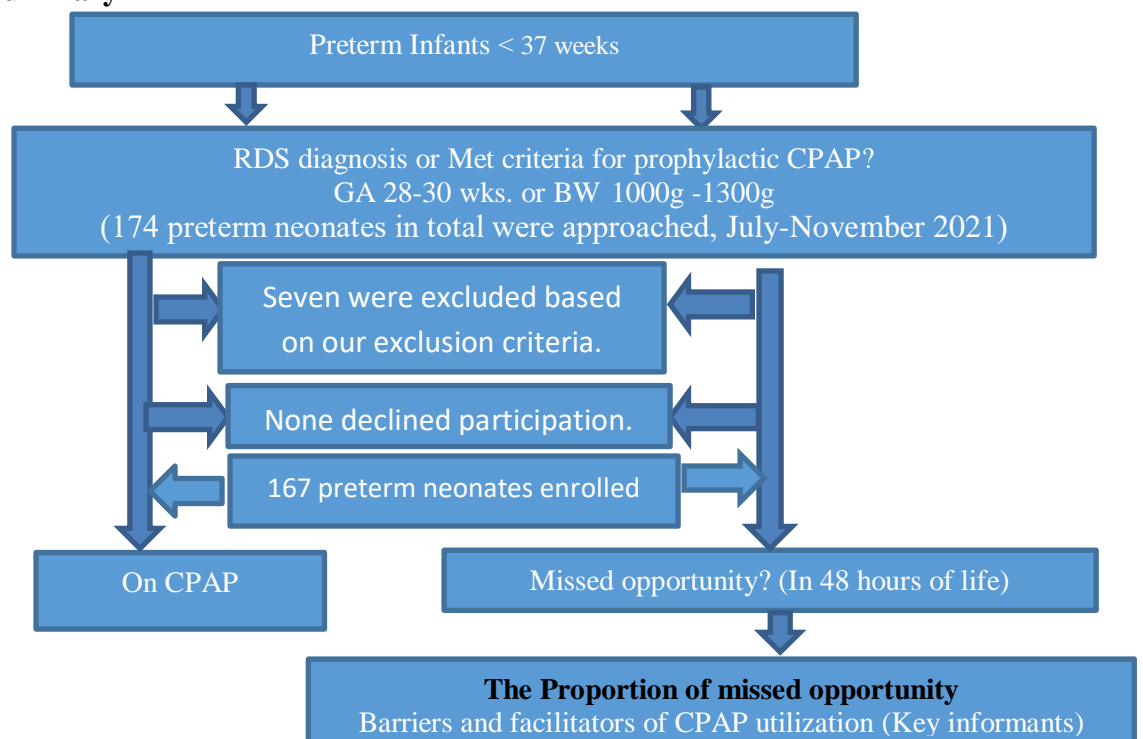 Preterm Infants < 37 weeks
RDS diagnosis or Met criteria for prophylactic CPAP?
GA 28-30 wks. or BW 1000g -1300g
(174 preterm neonates in total were approached, July-November 2021)
Seven were excluded based
on our exclusion criteria.
None declined participation.
167 preterm neonates enrolled
On CPAP
Missed opportunity? (In 48 hours of life)
The Proportion of missed opportunity
Barriers and facilitators of CPAP utilization (Key informants)